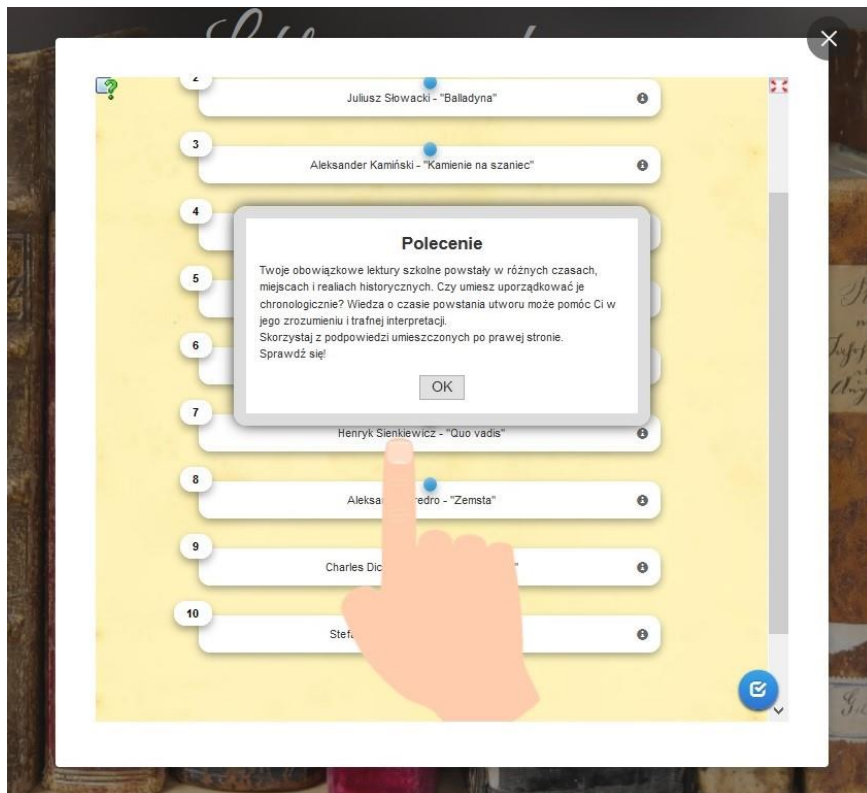 2
Juliusz Słowacki - "Balladyna"
3
Aleksander Kamiński - "Kamienie na szaniec"
4
Polecenie
Twoje obowiązkowe lektury szkolne powstały w różnych czasach,
miejscach i realiach historycznych. Czy umiesz uporządkować je
chronologicznie? Wiedza o czasie powstania utworu może pomóc Ci w
jego zrozumieniu i trafnej interpretacji.
Skorzystaj z podpowiedzi umieszczonych po prawej stronie.
Sprawdź się!
OK
5
6
7
Henryk Sienkiewicz - "Quo vadis"
8
- "Zemsta"
9
Charles
10